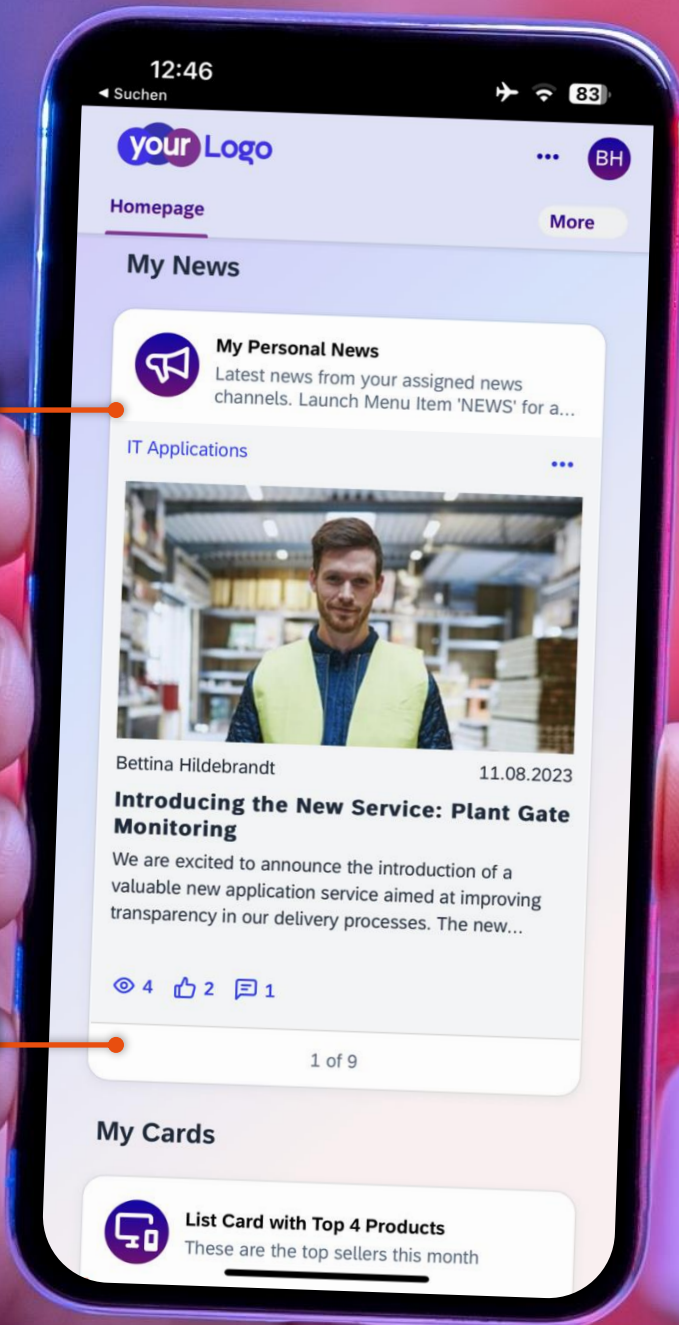 12:46
◄ Suchen
83
your Logo
•••
BH
Homepage
More
My News
My Personal News
Latest news from your assigned news
channels. Launch Menu Item 'NEWS' for a...
IT Applications
•••
Bettina Hildebrandt
11.08.2023
Introducing the New Service: Plant Gate
Monitoring
We are excited to announce the introduction of a
valuable new application service aimed at improving
transparency in our delivery processes. The new...
4
2
1
1 of 9
My Cards
List Card with Top 4 Products
These are the top sellers this month